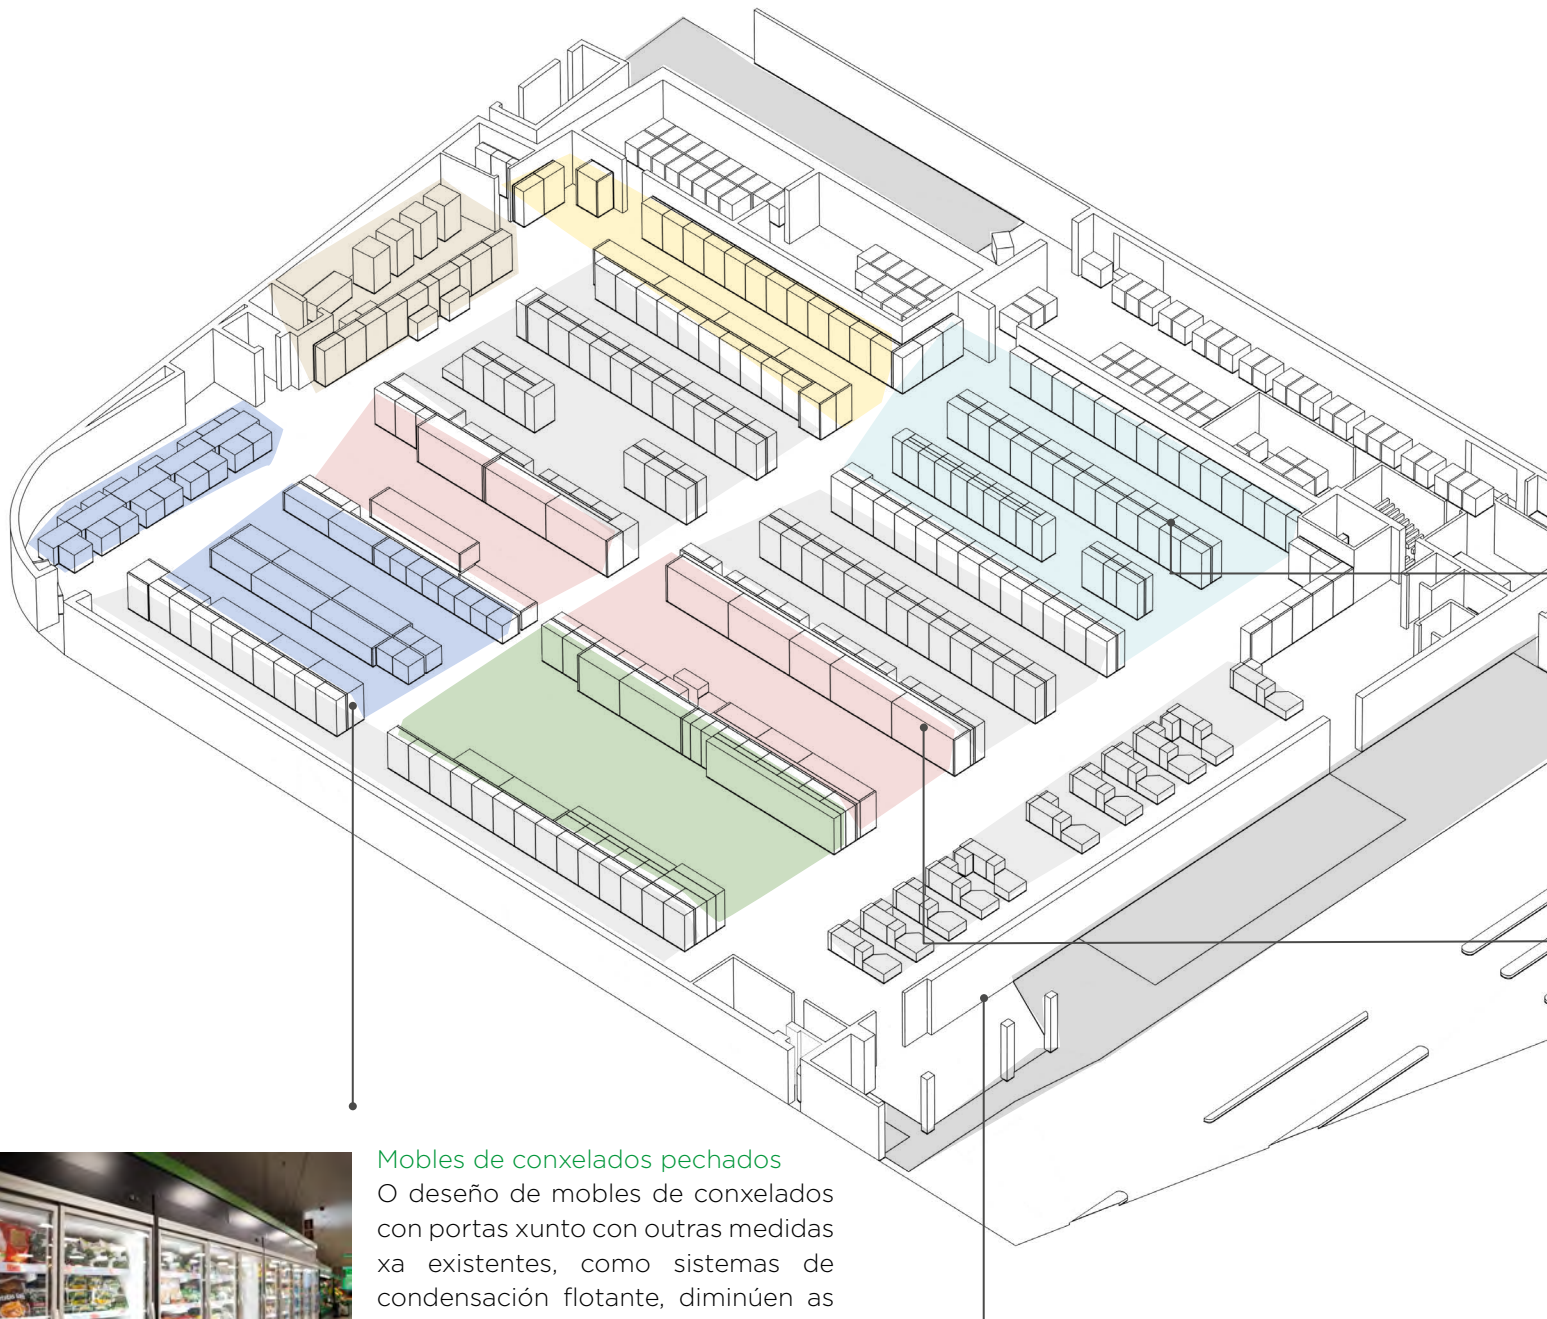 Mobles de conxelados pechados
O deseño de mobles de conxelados
con portas xunto con outras medidas
xa existentes, como sistemas de
condensación flotante, diminúen as